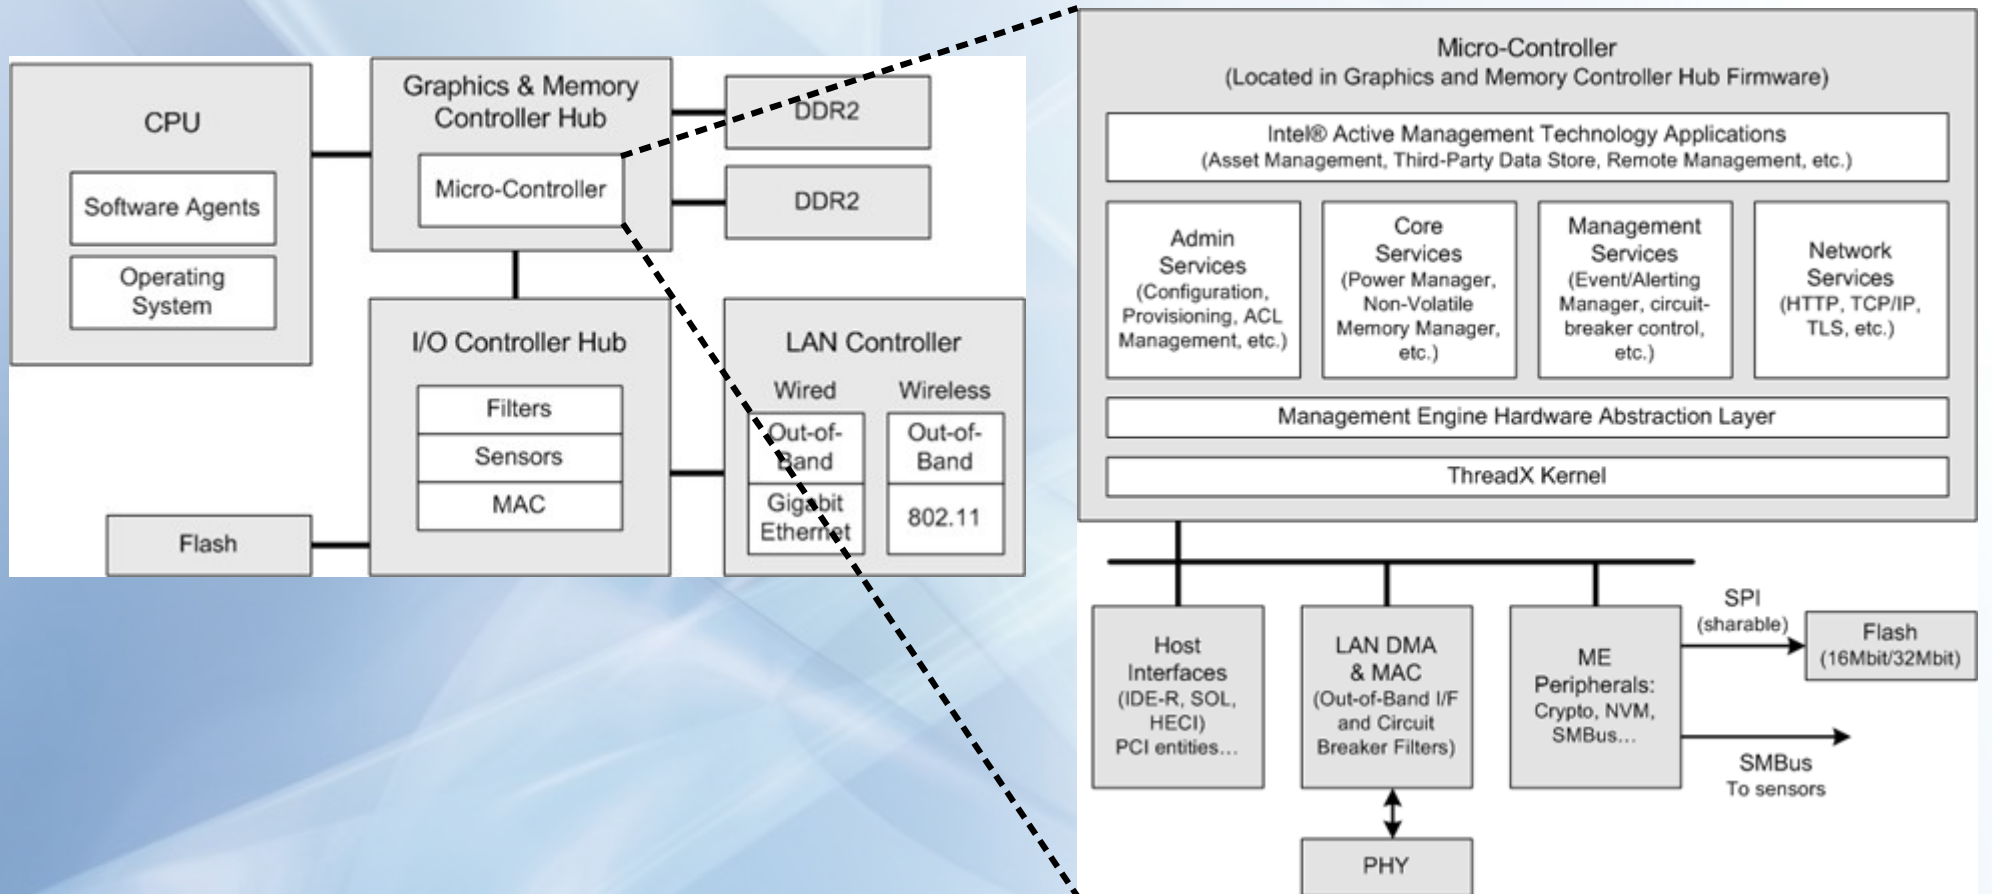 CPU
Software Agents
Operating
System
Graphics & Memory
Controller Hub
Micro-Controller
DDR2
DDR2
I/O Controller Hub
Filters
Sensors
MAC
Flash
LAN Controller
Wired
Out-of-
Band
Gigabit
Ethernet
Wireless
Out-of-
Band
802.11
Micro-Controller
(Located in Graphics and Memory Controller Hub Firmware)
Intel® Active Management Technology Applications
(Asset Management, Third-Party Data Store, Remote Management, etc.)
Admin
Services
(Configuration,
Provisioning, ACL
Management, etc.)
Core
Services
(Power Manager,
Non-Volatile
Memory Manager,
etc.)
Management
Services
(Event/Alerting
Manager, circuit-
breaker control,
etc.)
Network
Services
(HTTP, TCP/IP,
TLS, etc.)
Management Engine Hardware Abstraction Layer
ThreadX Kernel
Host
Interfaces
(IDE-R, SOL,
HECI)
PCI entities...
LAN DMA
& MAC
(Out-of-Band I/F
and Circuit
Breaker Filters)
PHY
ME
Peripherals:
Crypto, NVM,
SMBus...
SPI
(sharable)
Flash
(16Mbit/32Mbit)
SMBus
To sensors